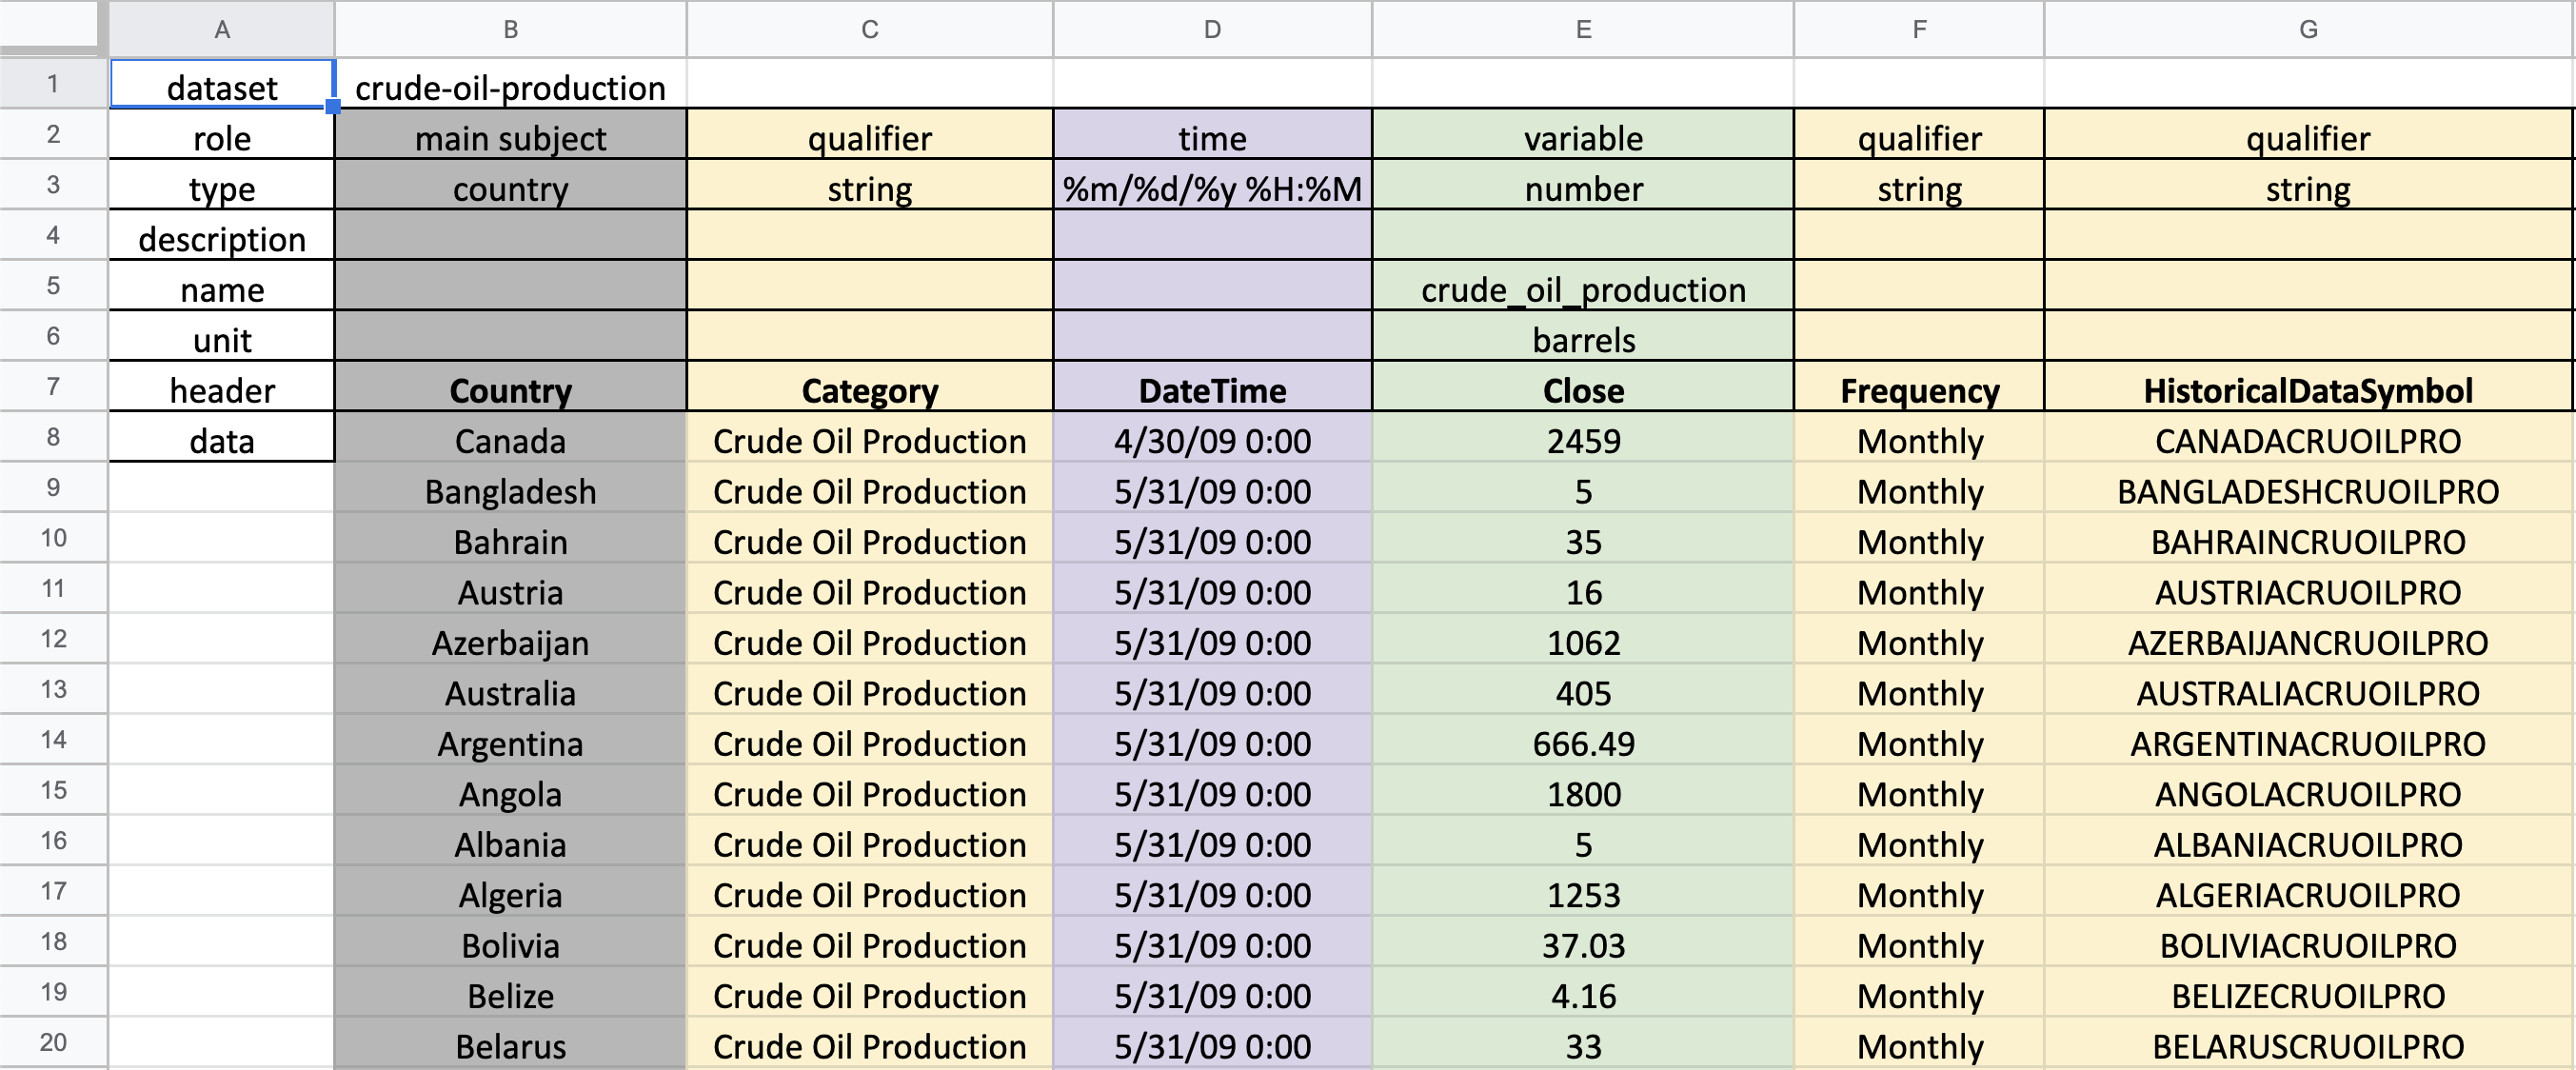 A B C D E F G
1 dataset crude-oil-production
2 role main subject qualifier time variable qualifier qualifier
3 type country string %m/%d/%y %H:%M number string string
4 description
5 name crude_oil_production
6 unit barrels
7 header Country Category DateTime Close Frequency HistoricalDataSymbol
8 data Canada Crude Oil Production 4/30/09 0:00 2459 Monthly CANADACRUOILPRO
9 Bangladesh Crude Oil Production 5/31/09 0:00 5 Monthly BANGLADESHCRUOILPRO
10 Bahrain Crude Oil Production 5/31/09 0:00 35 Monthly BAHRAINCRUOILPRO
11 Austria Crude Oil Production 5/31/09 0:00 16 Monthly AUSTRIACRUOILPRO
12 Azerbaijan Crude Oil Production 5/31/09 0:00 1062 Monthly AZERBAIJANCRUOILPRO
13 Australia Crude Oil Production 5/31/09 0:00 405 Monthly AUSTRALIACRUOILPRO
14 Argentina Crude Oil Production 5/31/09 0:00 666.49 Monthly ARGENTINACRUOILPRO
15 Angola Crude Oil Production 5/31/09 0:00 1800 Monthly ANGOLACRUOILPRO
16 Albania Crude Oil Production 5/31/09 0:00 5 Monthly ALBANIACRUOILPRO
17 Algeria Crude Oil Production 5/31/09 0:00 1253 Monthly ALGERIACRUOILPRO
18 Bolivia Crude Oil Production 5/31/09 0:00 37.03 Monthly BOLIVIACRUOILPRO
19 Belize Crude Oil Production 5/31/09 0:00 4.16 Monthly BELIZECRUOILPRO
20 Belarus Crude Oil Production 5/31/09 0:00 33 Monthly BELARUSCRUOILPRO